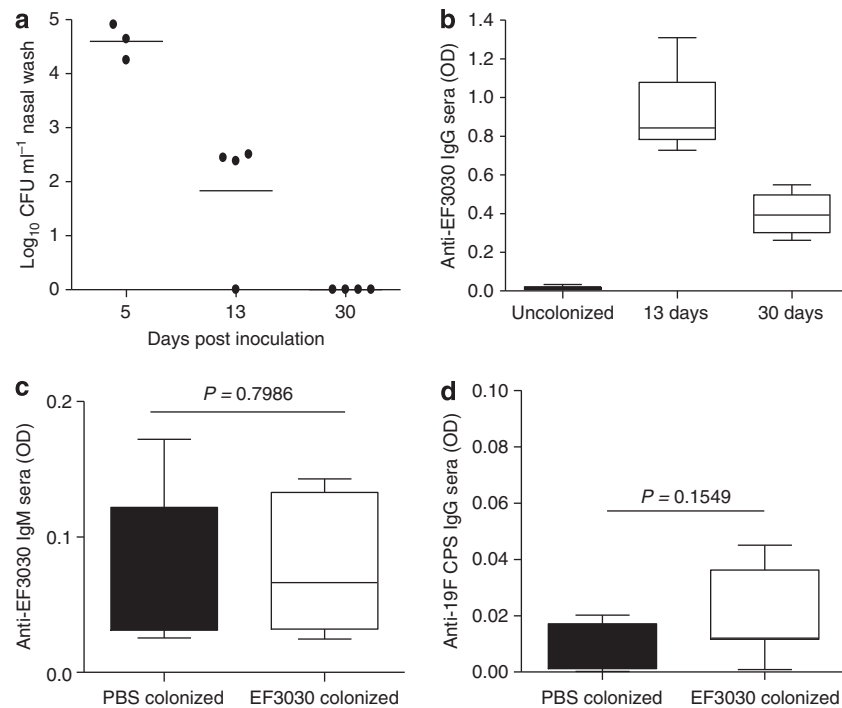 a
Log10 CFU ml−1 nasal wash
5
4
3
2
1
0
5 13 30
Days post inoculation
b
Anti-EF3030 IgG sera (OD)
1.4
1.2
1.0
0.8
0.6
0.4
0.2
0.0
Uncolonized 13 days 30 days
c
Anti-EF3030 IgM sera (OD)
0.2
0.1
0.0
P = 0.7986
PBS colonized EF3030 colonized
d
Anti-19F CPS IgG sera (OD)
0.10
0.08
0.06
0.04
0.02
0.00
P = 0.1549
PBS colonized EF3030 colonized